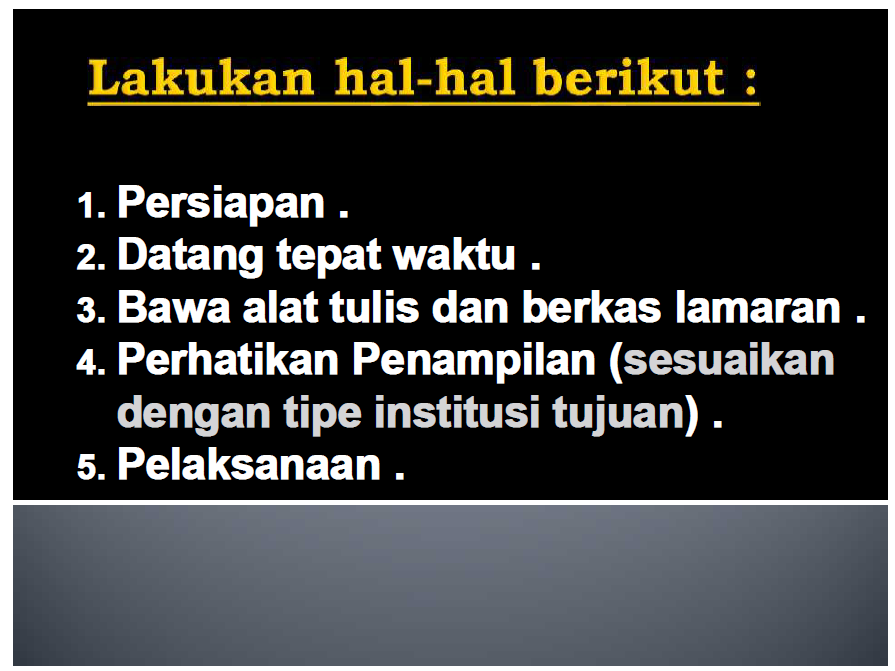 Lakukan hal-hal berikut :
1. Persiapan .
2. Datang tepat waktu .
3. Bawa alat tulis dan berkas lamaran .
4. Perhatikan Penampilan (sesuaikan
dengan tipe institusi tujuan) .
5. Pelaksanaan .